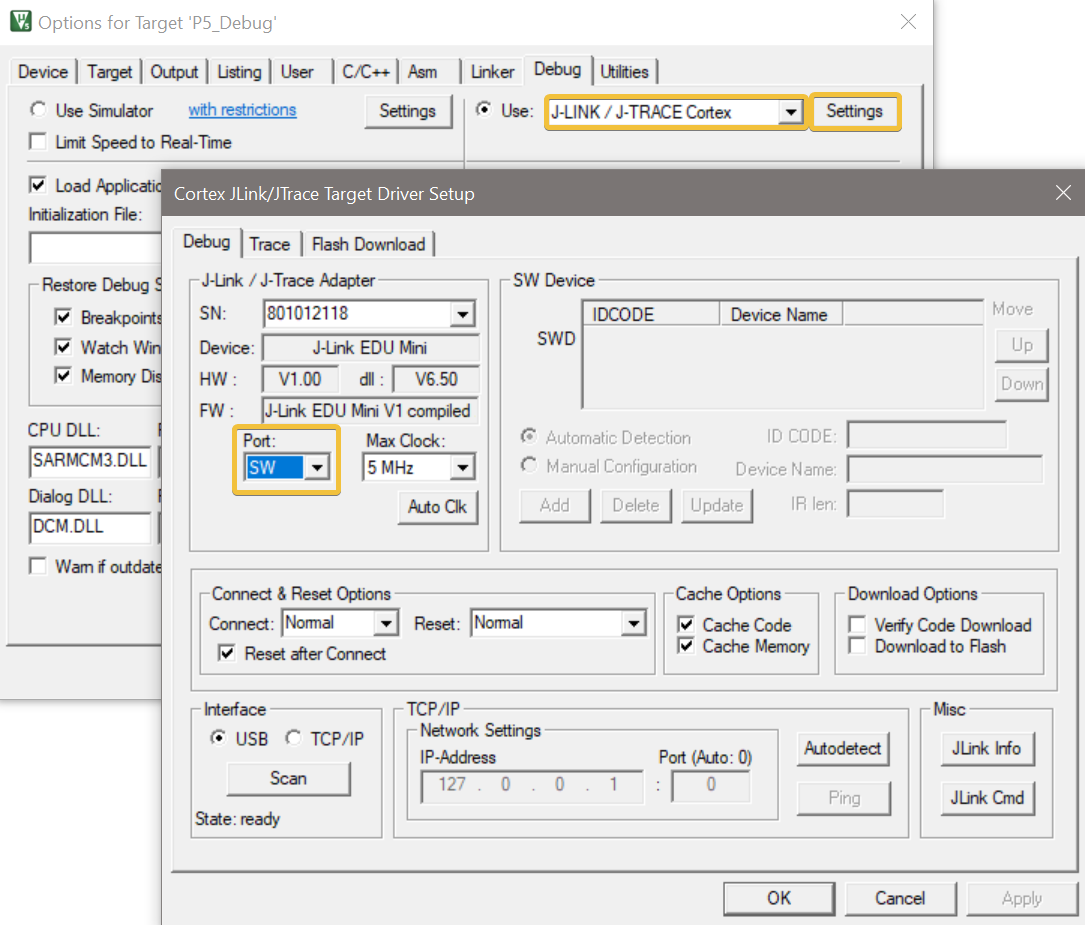 Options for Target 'P5_Debug'
Device Target Output Listing User C/C++ Asm Linker Debug Utilities
Use Simulator with restrictions Settings Use: J-LINK / J-TRACE Cortex Settings
Limit Speed to Real-Time
Load Applicatio
Initialization File:
Restore Debug S
Breakpoints
Watch Win
Memory Dis
CPU DLL:
SARMCM3.DLL
Dialog DLL:
DCM.DLL
Warn if outdate
Cortex JLink/JTrace Target Driver Setup
Debug Trace Flash Download
J-Link / J-Trace Adapter
SN: 801012118
Device: J-Link EDU Mini
HW : V1.00 dll : V6.50
FW : J-Link EDU Mini V1 compiled
Port: Max Clock:
SW 5 MHz
Auto Clk
SW Device
IDCODE Device Name Move
SWD
Up
Down
Automatic Detection ID CODE:
Manual Configuration Device Name:
Add Delete Update IR len:
Connect & Reset Options
Connect: Normal Reset: Normal
Reset after Connect
Cache Options
Cache Code
Cache Memory
Download Options
Verify Code Download
Download to Flash
Interface
USB TCP/IP
Scan
State: ready
TCP/IP
Network Settings
IP-Address Port (Auto: 0)
127 . 0 . 0 . 1 : 0
Autodetect
Ping
Misc
JLink Info
JLink Cmd
OK Cancel Apply